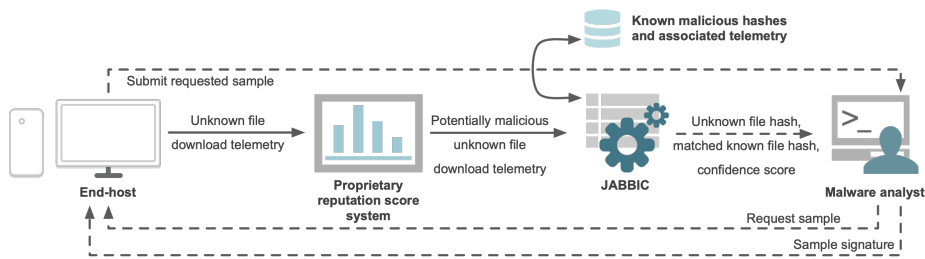 Known malicious hashes
and associated telemetry
Submit requested sample
Unknown file
download telemetry
Potentially malicious
unknown file
download telemetry
Unknown file hash,
matched known file hash,
confidence score
>_
End-host
Proprietary
reputation score
system
JABBIC
Malware analyst
Request sample
Sample signature